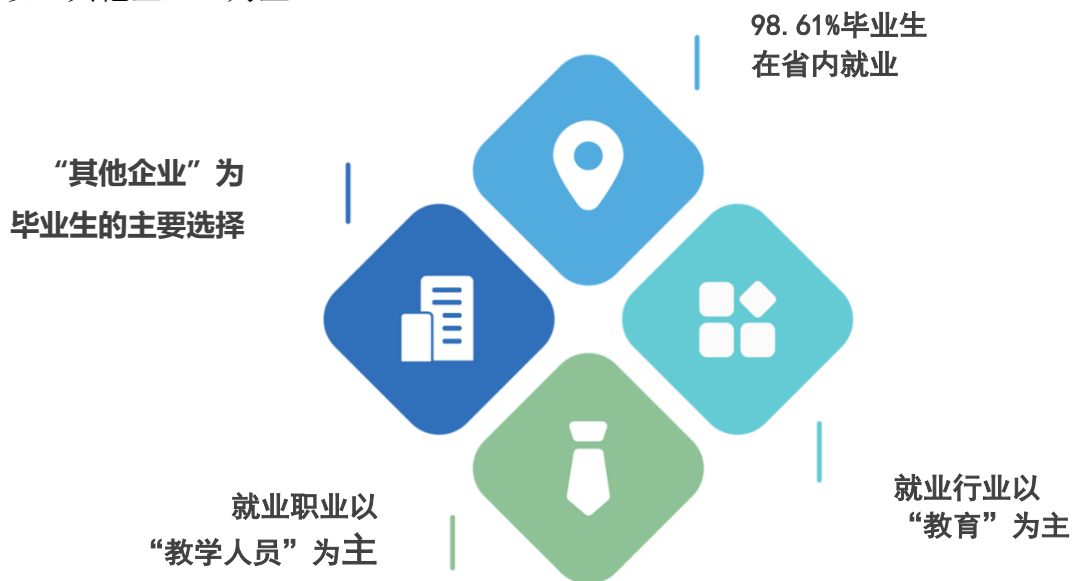 98.61%毕业生
在省内就业
“其他企业”为
毕业生的主要选择
就业行业以
“教育”为主
就业职业以
“教学人员”为主